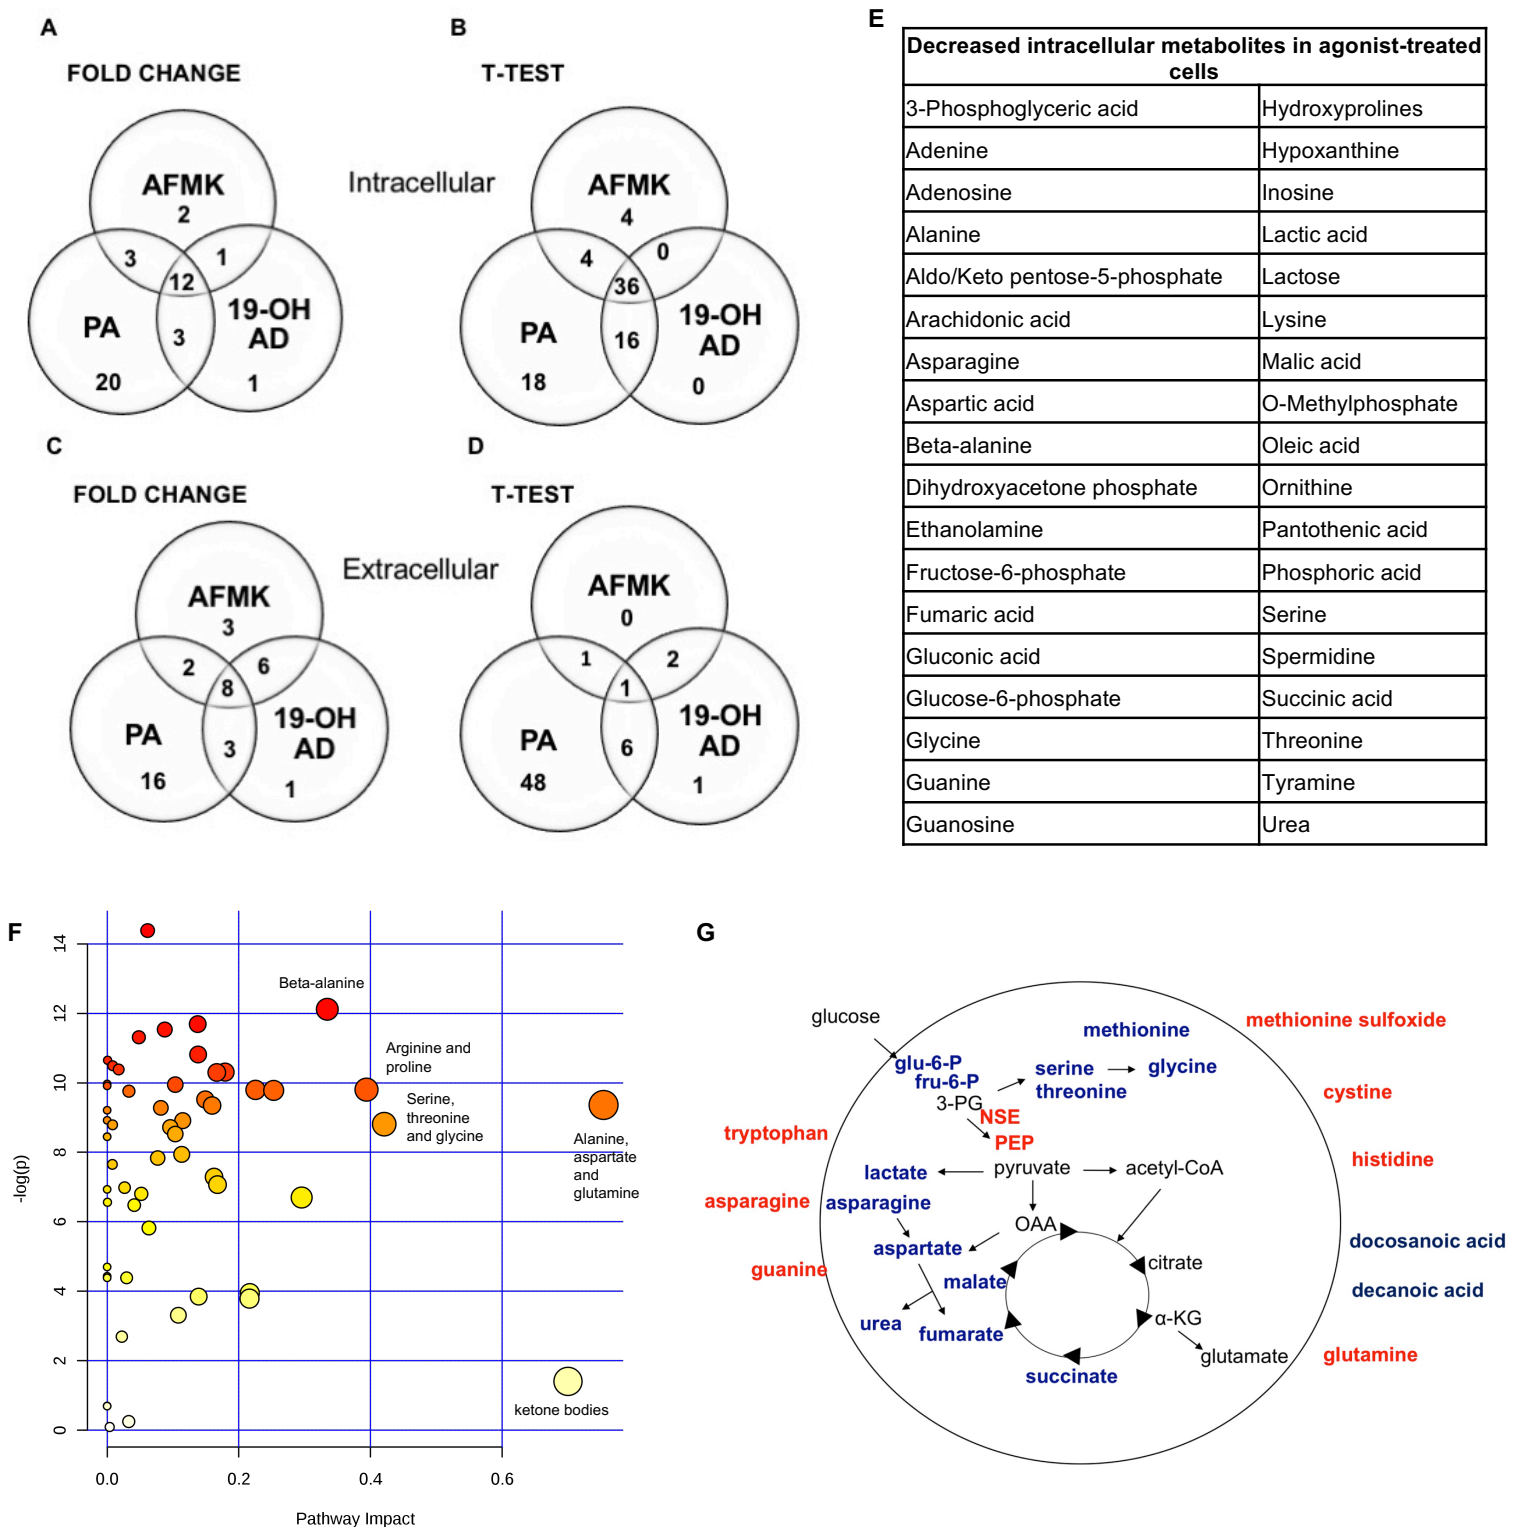 A
FOLD CHANGE
AFMK
2
3
1
12
PA
19-OH
AD
3
20
1
B
T-TEST
Intracellular
AFMK
4
4
0
36
PA
19-OH
AD
16
18
0
C
FOLD CHANGE
AFMK
3
2
6
8
PA
19-OH
AD
3
16
1
D
T-TEST
Extracellular
AFMK
0
1
2
1
PA
19-OH
AD
6
48
1
E
Decreased intracellular metabolites in agonist-treated
cells
3-Phosphoglyceric acid
Hydroxyprolines
Adenine
Hypoxanthine
Adenosine
Inosine
Alanine
Lactic acid
Aldo/Keto pentose-5-phosphate
Lactose
Arachidonic acid
Lysine
Asparagine
Malic acid
Aspartic acid
O-Methylphosphate
Beta-alanine
Oleic acid
Dihydroxyacetone phosphate
Ornithine
Ethanolamine
Pantothenic acid
Fructose-6-phosphate
Phosphoric acid
Fumaric acid
Serine
Gluconic acid
Spermidine
Glucose-6-phosphate
Succinic acid
Glycine
Threonine
Guanine
Tyramine
Guanosine
Urea
F
14
12
10
8
6
4
2
0
-log(p)
Beta-alanine
Arginine and
proline
Serine,
threonine
and glycine
Alanine,
aspartate
and
glutamine
ketone bodies
0.0
0.2
0.4
0.6
Pathway Impact
G
glucose
methionine
methionine sulfoxide
glu-6-P
fru-6-P
3-PG
serine
threonine
glycine
cystine
NSE
PEP
tryptophan
histidine
lactate
pyruvate
acetyl-CoA
asparagine
asparagine
OAA
aspartate
docosanoic acid
citrate
guanine
malate
decanoic acid
α-KG
urea
fumarate
glutamate
glutamine
succinate